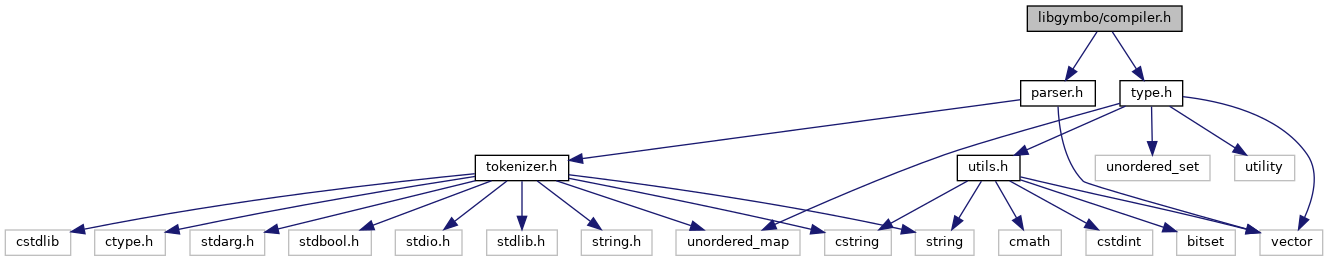 libgymbo/compiler.h
parser.h
type.h
tokenizer.h
utils.h
unordered_set
utility
cstdlib
ctype.h
stdarg.h
stdbool.h
stdio.h
stdlib.h
string.h
unordered_map
cstring
string
cmath
cstdint
bitset
vector